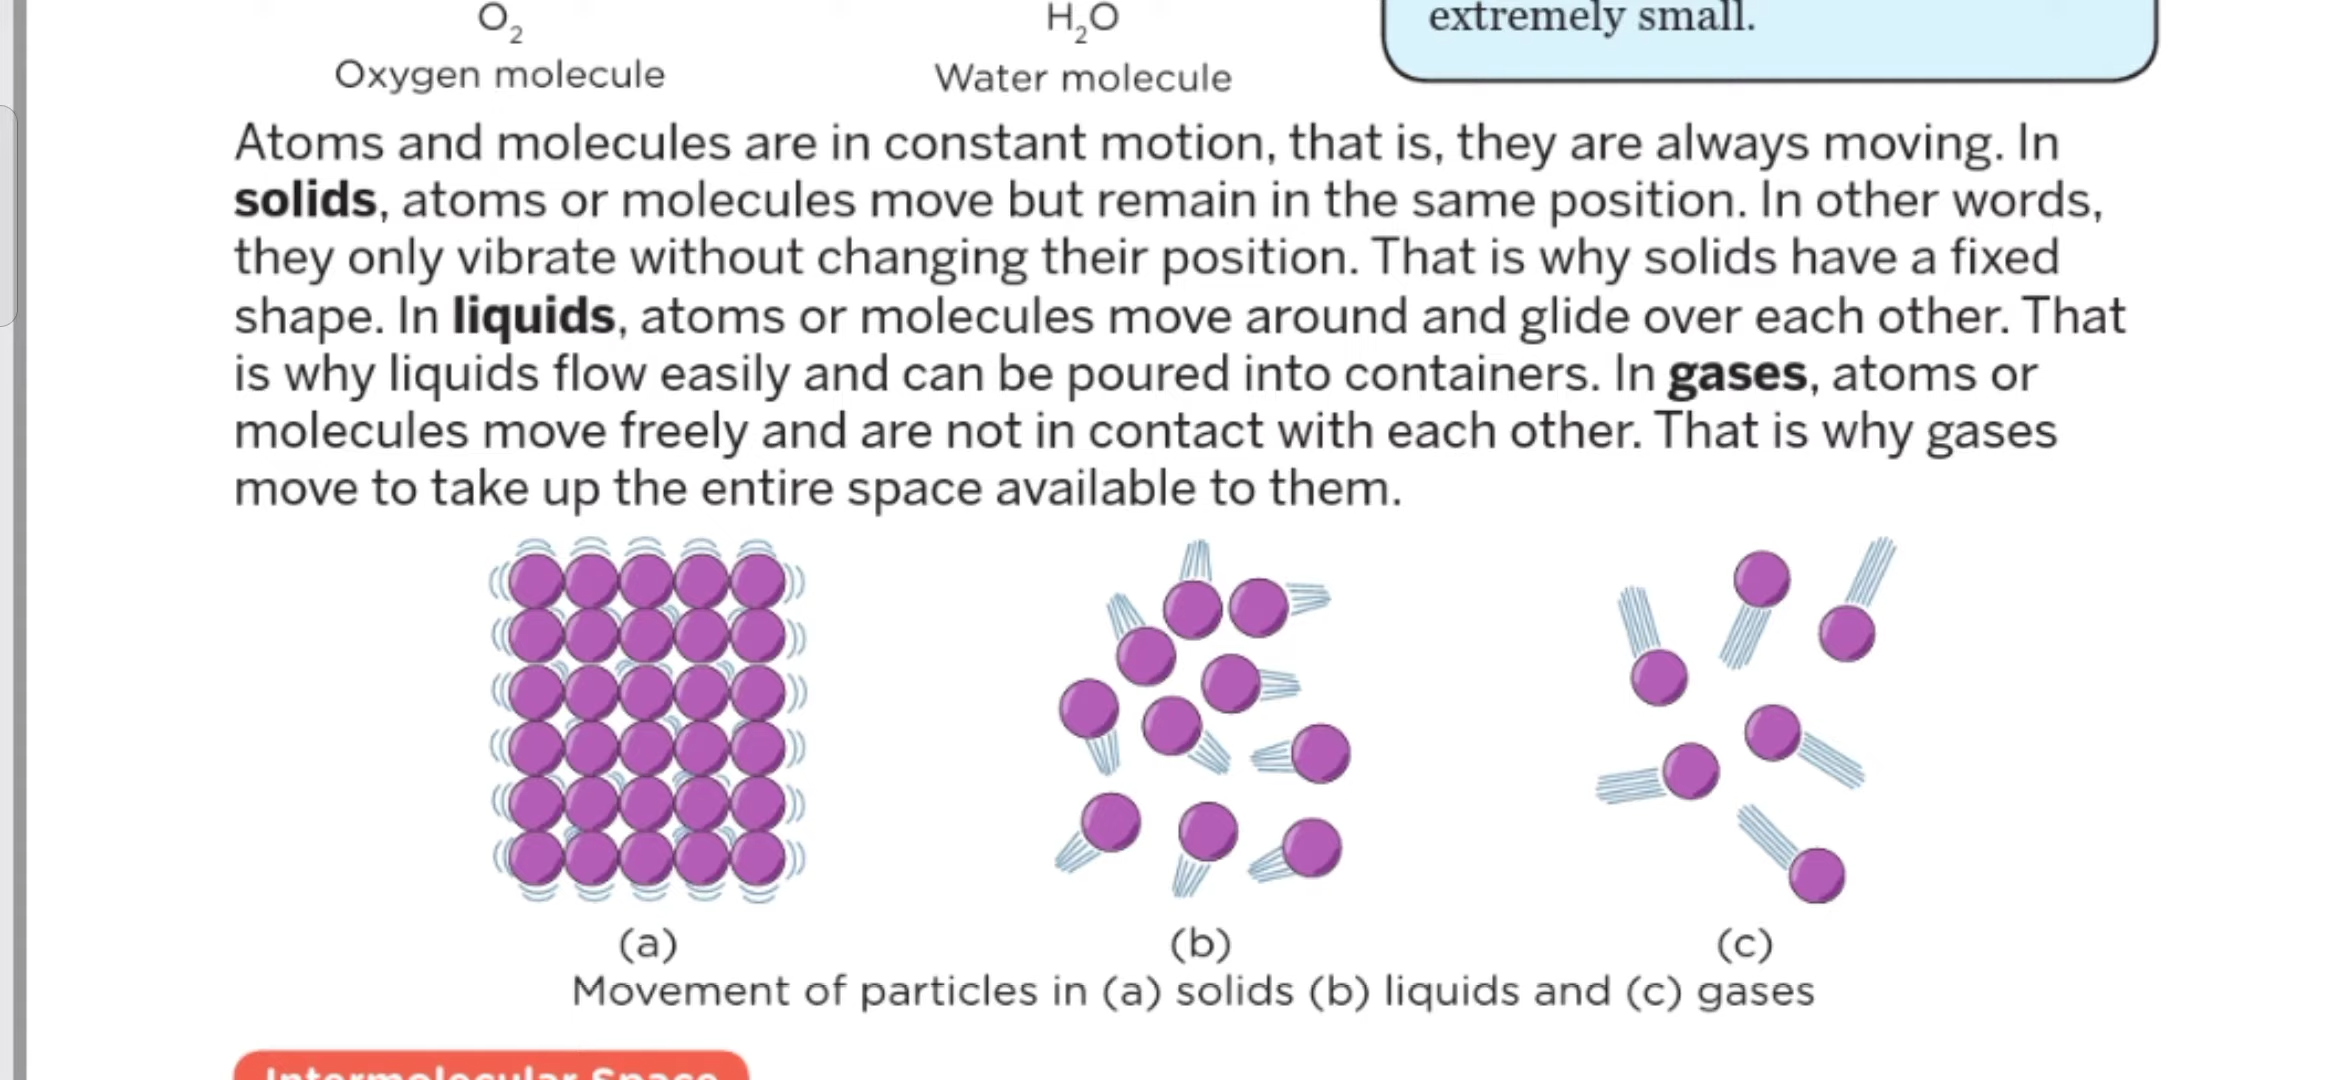 O₂
H₂O
extremely small.
Oxygen molecule
Water molecule
Atoms and molecules are in constant motion, that is, they are always moving. In
solids, atoms or molecules move but remain in the same position. In other words,
they only vibrate without changing their position. That is why solids have a fixed
shape. In liquids, atoms or molecules move around and glide over each other. That
is why liquids flow easily and can be poured into containers. In gases, atoms or
molecules move freely and are not in contact with each other. That is why gases
move to take up the entire space available to them.
(a)
(b)
(c)
Movement of particles in (a) solids (b) liquids and (c) gases
Intermolecular Space